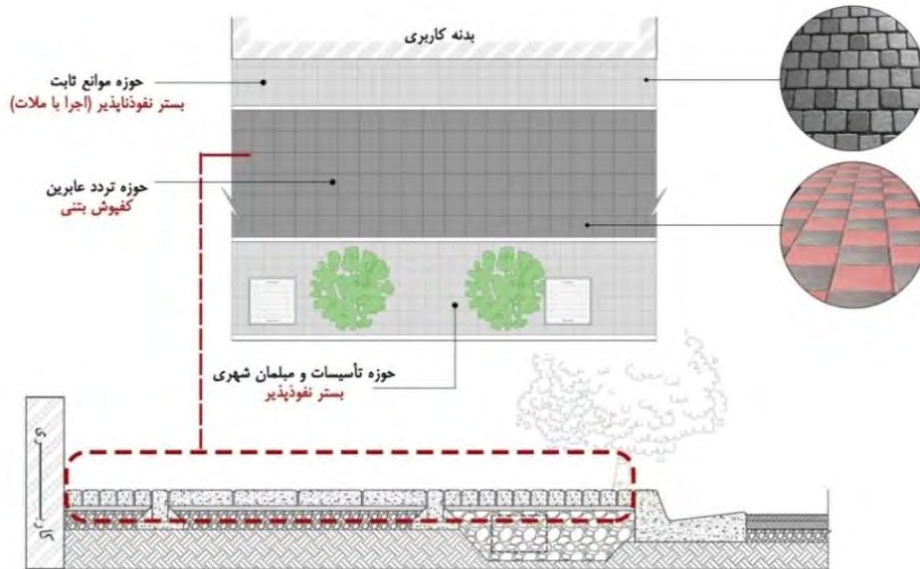 بدنه کاربری
حوزه موانع ثابت
بستر نفوذناپذیر (اجرا با ملات)
حوزه تردد عابرین
کفپوش بتنی
حوزه تأسیسات و مبلمان شهری
بستر نفوذپذیر